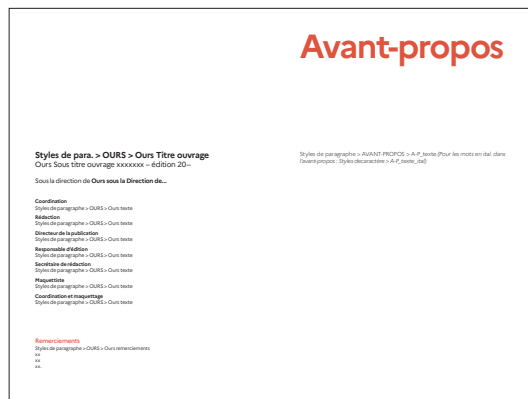 Avant-propos
Styles de para. > OURS > Ours Titre ouvrage
Ours Sous titre ouvrage xxxxxxx – édition 20–
Sous la direction de Ours sous la Direction de...
Coordination
Styles de paragraphe > OURS > Ours texte
Rédaction
Styles de paragraphe > OURS > Ours texte
Directeur de la publication
Styles de paragraphe > OURS > Ours texte
Responsable d'édition
Styles de paragraphe > OURS > Ours texte
Secrétaire de rédaction
Styles de paragraphe > OURS > Ours texte
Maquettiste
Styles de paragraphe > OURS > Ours texte
Coordination et maquettage
Styles de paragraphe > OURS > Ours texte
Remerciements
Styles de paragraphe > OURS > Ours remerciements
xx
xx
xx.
Styles de paragraphe > AVANT-PROPOS > A-P_texte (Pour les mots en ital. dans
l'avant-propos : Styles de caractère > A-P_texte_ital)